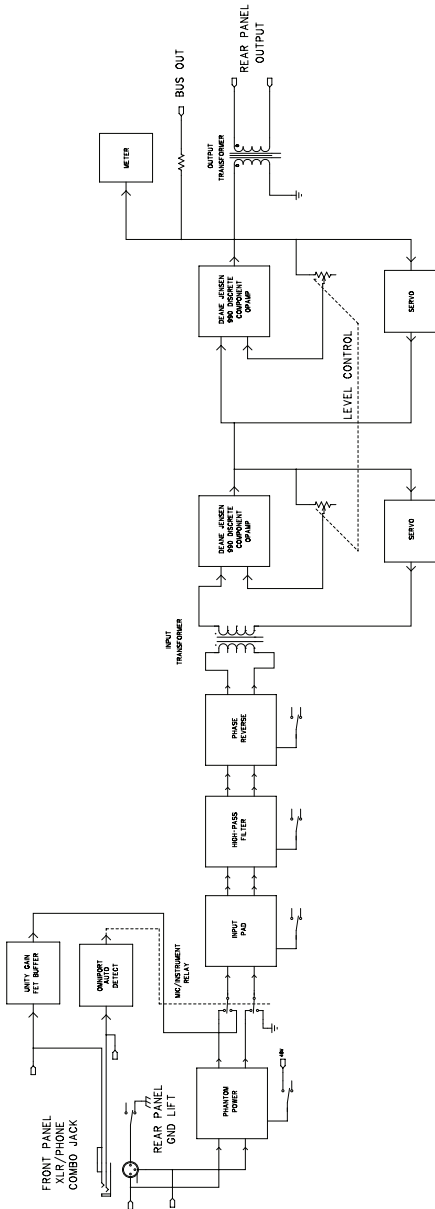 FRONT PANEL
XLR/PHONE
COMBO JACK
UNITY GAIN
FET BUFFER
OMNIPORT
AUTO
DETECT
REAR PANEL
GND LIFT
PHANTOM
POWER
48V
MIC/INSTRUMENT
RELAY
INPUT
PAD
HIGH-PASS
FILTER
PHASE
REVERSE
INPUT
TRANSFORMER
DEANE JENSEN
990 DISCRETE
COMPONENT
OPAMP
SERVO
LEVEL CONTROL
DEANE JENSEN
990 DISCRETE
COMPONENT
OPAMP
SERVO
METER
BUS OUT
OUTPUT
TRANSFORMER
REAR PANEL
OUTPUT